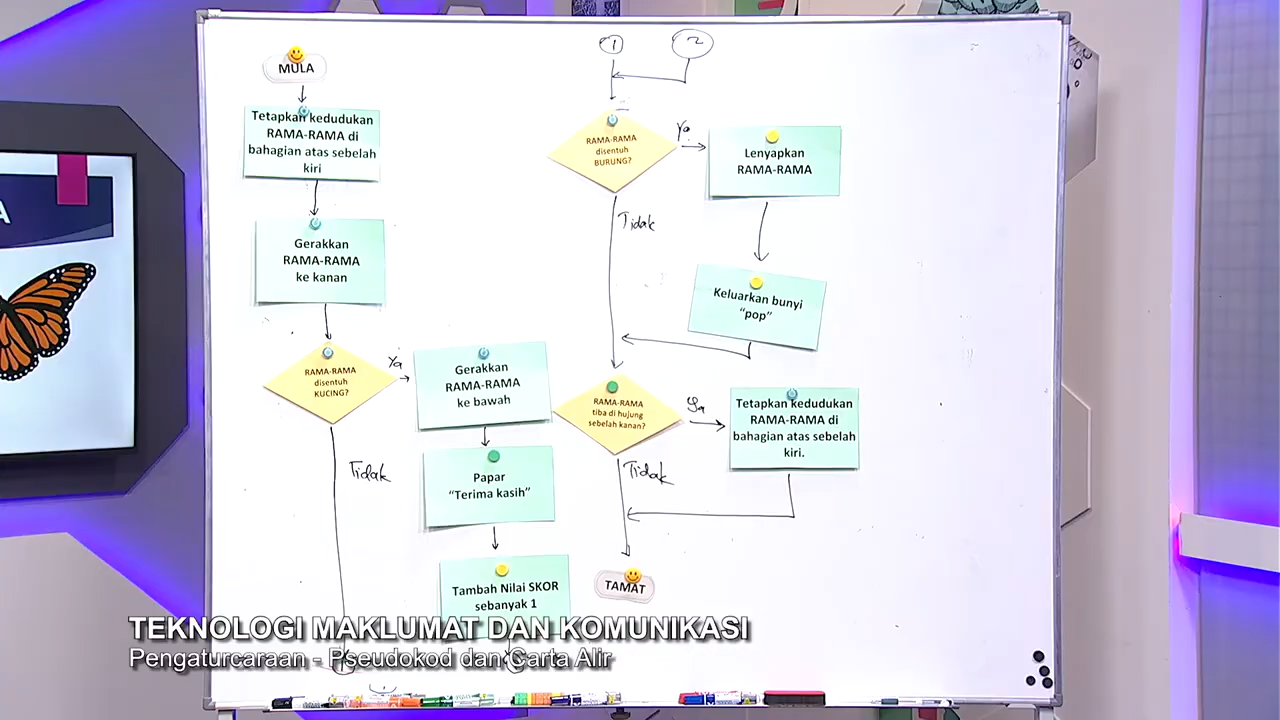 MULA
Tetapkan kedudukan
RAMA-RAMA di
bahagian atas sebelah
kiri
Gerakkan
RAMA-RAMA
ke kanan
RAMA-RAMA
disentuh
KUCING?
Ya
Tidak
Gerakkan
RAMA-RAMA
ke bawah
Papar
“Terima kasih”
Tambah Nilai SKOR
sebanyak 1
1
2
RAMA-RAMA
disentuh
BURUNG?
Ya
Tidak
Lenyapkan
RAMA-RAMA
Keluarkan bunyi
“pop”
RAMA-RAMA
tiba di hujung
sebelah kanan?
Ya
Tidak
Tetapkan kedudukan
RAMA-RAMA di
bahagian atas sebelah
kiri.
TAMAT
A
TEKNOLOGI MAKLUMAT DAN KOMUNIKASI
Pengaturcaraan - Pseudokod dan Carta Alir